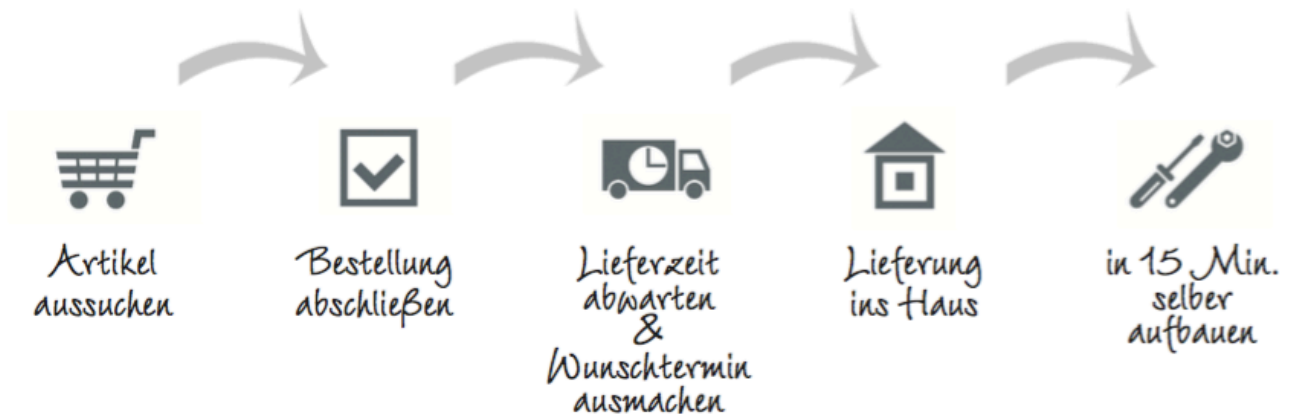 Artikel
aussuchen
Bestellung
abschließen
Lieferzeit
abwarten
&
Wunschtermin
ausmachen
Lieferung
ins Haus
in 15 Min.
selber
aufbauen